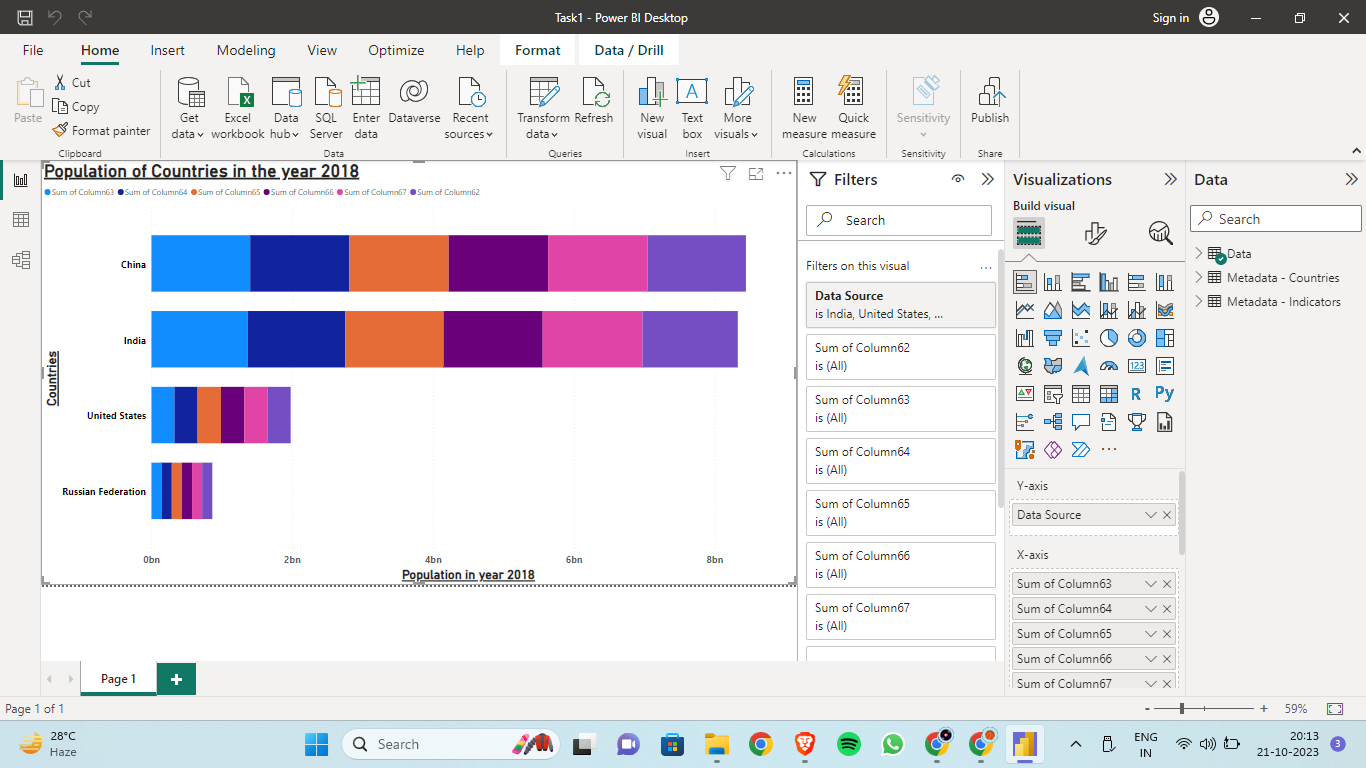 Task1 - Power BI Desktop
Sign in
File Home Insert Modeling View Optimize Help Format Data / Drill
Paste
Cut
Copy
Format painter
Clipboard
Get data
Excel workbook
Data hub
SQL Server
Enter data
Dataverse
Recent sources
Data
Transform data
Refresh
Queries
New visual
Text box
More visuals
Insert
New measure
Quick measure
Calculations
Sensitivity
Sensitivity
Publish
Share
Population of Countries in the year 2018
Sum of Column63 Sum of Column64 Sum of Column65 Sum of Column66 Sum of Column67 Sum of Column62
China
India
United States
Russian Federation
Countries
0bn 2bn 4bn 6bn 8bn
Population in year 2018
Filters
Search
Filters on this visual
Data Source
is India, United States, ...
Sum of Column62
is (All)
Sum of Column63
is (All)
Sum of Column64
is (All)
Sum of Column65
is (All)
Sum of Column66
is (All)
Sum of Column67
is (All)
Visualizations
Build visual
123
R Py
Y-axis
Data Source
X-axis
Sum of Column63
Sum of Column64
Sum of Column65
Sum of Column66
Sum of Column67
Data
Search
Data
Metadata - Countries
Metadata - Indicators
Page 1
Page 1 of 1
- + 59%
28°C
Haze
Search
ENG
IN
20:13
21-10-2023
3